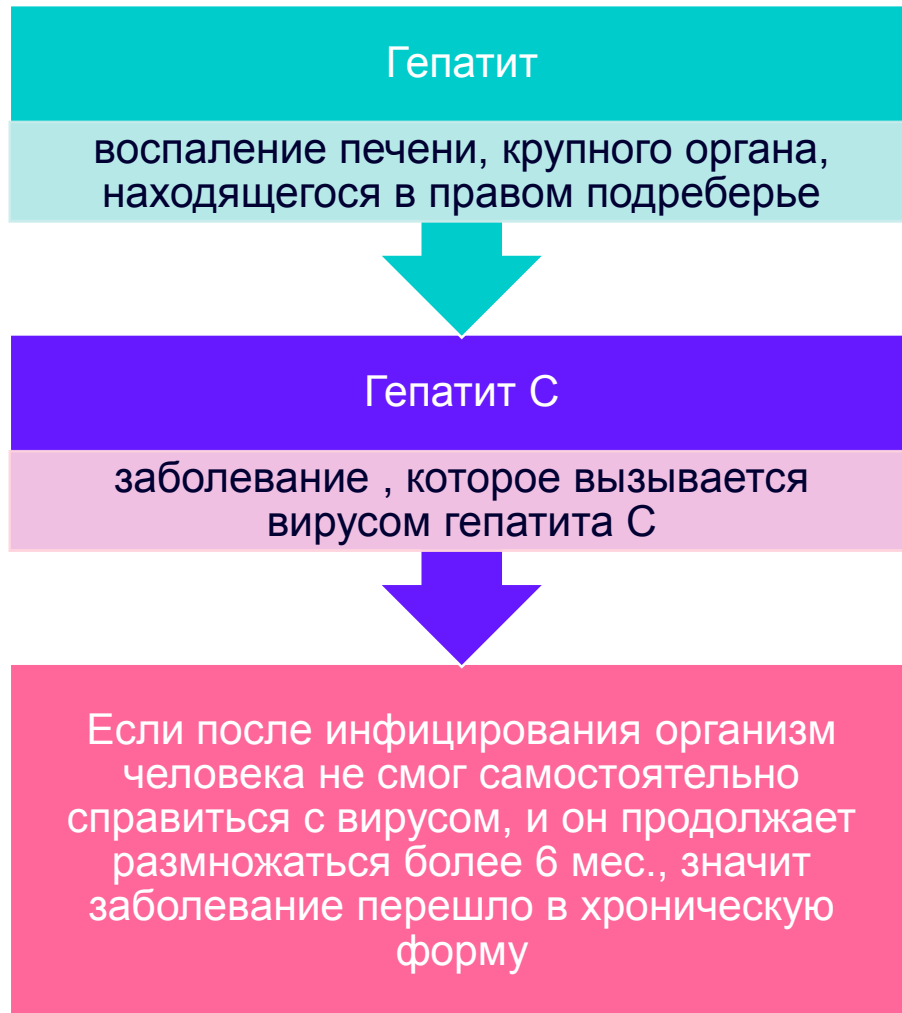 Гепатит
воспаление печени, крупного органа,
находящегося в правом подреберье
Гепатит С
заболевание , которое вызывается
вирусом гепатита С
Если после инфицирования организм
человека не смог самостоятельно
справиться с вирусом, и он продолжает
размножаться более 6 мес., значит
заболевание перешло в хроническую
форму